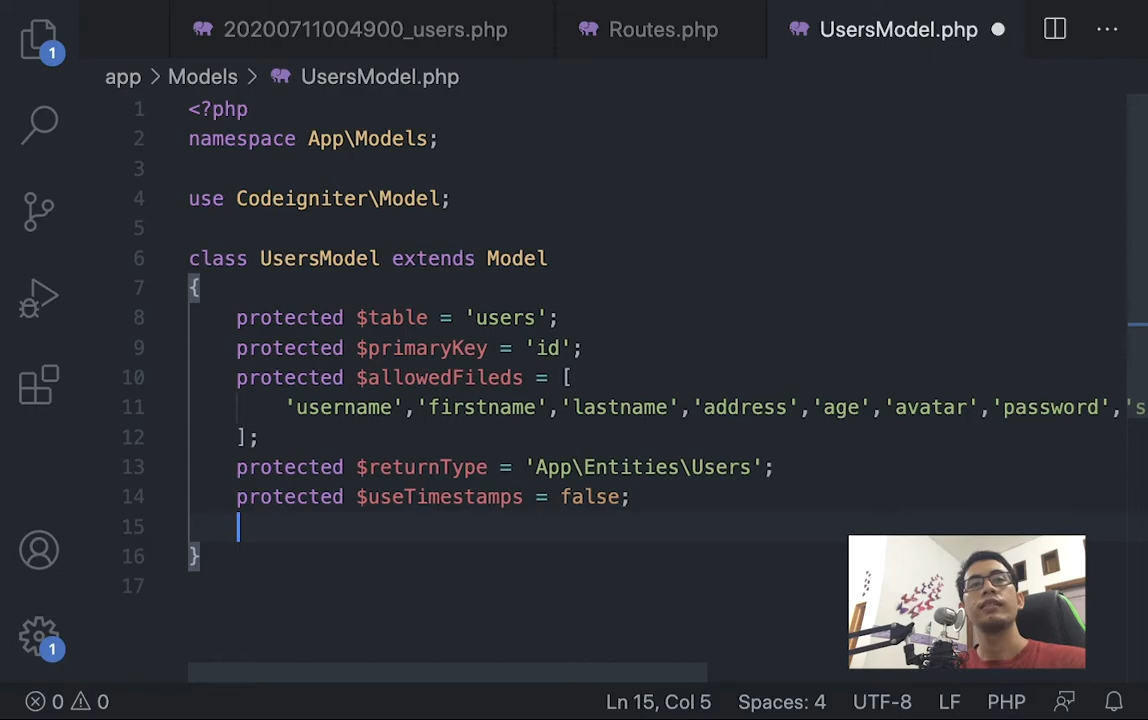 20200711004900_users.php
Routes.php
UsersModel.php
1
app > Models > UsersModel.php
1 <?php
2 namespace App\Models;
3
4 use Codeigniter\Model;
5
6 class UsersModel extends Model
7 {
8 protected $table = 'users';
9 protected $primaryKey = 'id';
10 protected $allowedFileds = [
11 'username','firstname','lastname','address','age','avatar','password','s
12 ];
13 protected $returnType = 'App\Entities\Users';
14 protected $useTimestamps = false;
15
16 }
17
1
0 0 Ln 15, Col 5 Spaces: 4 UTF-8 LF PHP